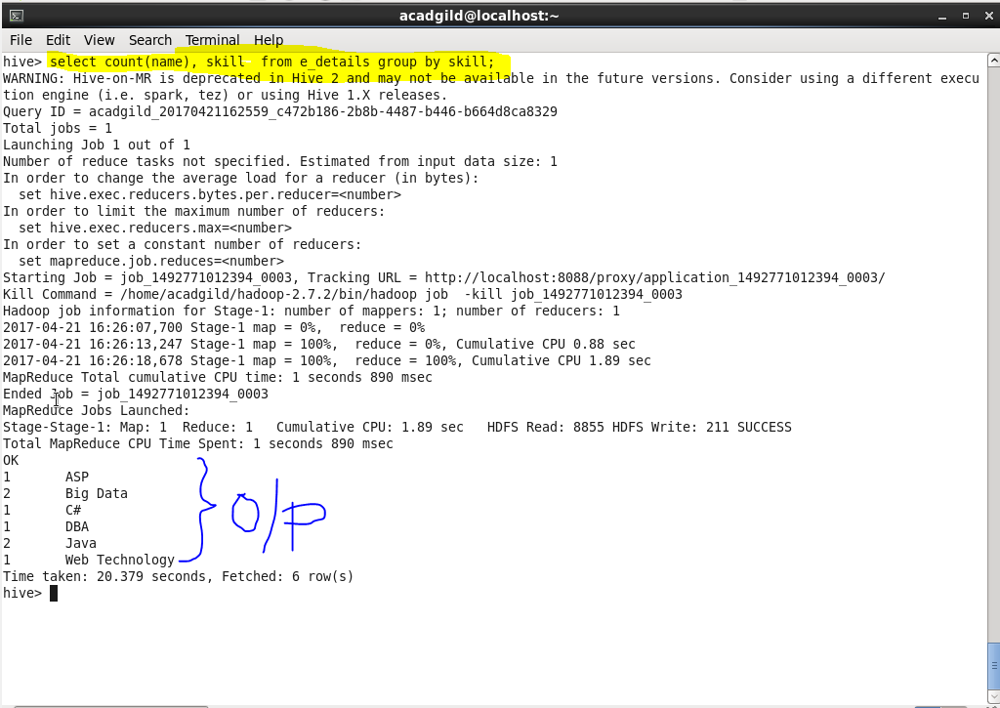 acadgild@localhost:~
File Edit View Search Terminal Help
hive> select count(name), skill from e_details group by skill;
WARNING: Hive-on-MR is deprecated in Hive 2 and may not be available in the future versions. Consider using a different execu
tion engine (i.e. spark, tez) or using Hive 1.X releases.
Query ID = acadgild_20170421162559_c472b186-2b8b-4487-b446-b664d8ca8329
Total jobs = 1
Launching Job 1 out of 1
Number of reduce tasks not specified. Estimated from input data size: 1
In order to change the average load for a reducer (in bytes):
  set hive.exec.reducers.bytes.per.reducer=<number>
In order to limit the maximum number of reducers:
  set hive.exec.reducers.max=<number>
In order to set a constant number of reducers:
  set mapreduce.job.reduces=<number>
Starting Job = job_1492771012394_0003, Tracking URL = http://localhost:8088/proxy/application_1492771012394_0003/
Kill Command = /home/acadgild/hadoop-2.7.2/bin/hadoop job  -kill job_1492771012394_0003
Hadoop job information for Stage-1: number of mappers: 1; number of reducers: 1
2017-04-21 16:26:07,700 Stage-1 map = 0%,  reduce = 0%
2017-04-21 16:26:13,247 Stage-1 map = 100%,  reduce = 0%, Cumulative CPU 0.88 sec
2017-04-21 16:26:18,678 Stage-1 map = 100%,  reduce = 100%, Cumulative CPU 1.89 sec
MapReduce Total cumulative CPU time: 1 seconds 890 msec
Ended Job = job_1492771012394_0003
MapReduce Jobs Launched:
Stage-Stage-1: Map: 1  Reduce: 1   Cumulative CPU: 1.89 sec   HDFS Read: 8855 HDFS Write: 211 SUCCESS
Total MapReduce CPU Time Spent: 1 seconds 890 msec
OK
1 ASP
2 Big Data
1 C#
1 DBA
2 Java
1 Web Technology
O/P
Time taken: 20.379 seconds, Fetched: 6 row(s)
hive>